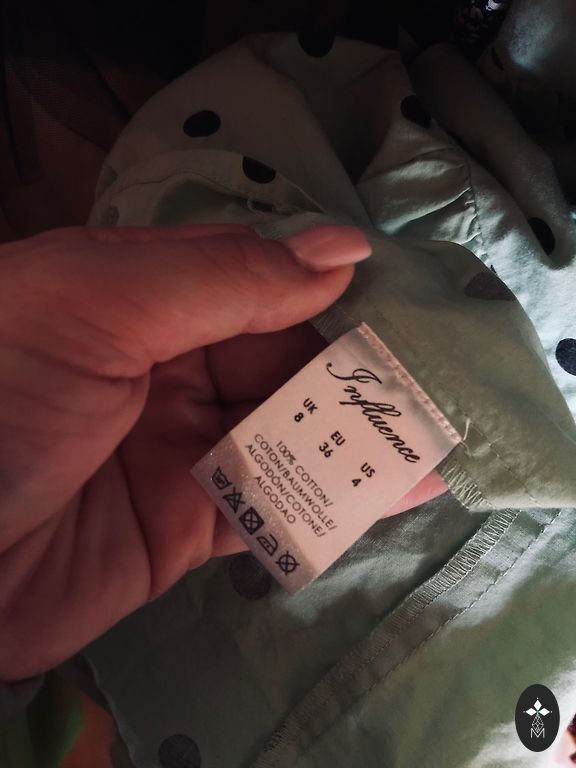 Influence
UK EU US
8 36 4
100% COTTON/
COTON/BAUMWOLLE/
ALGODÓN/COTONE/
ALGODAO
M